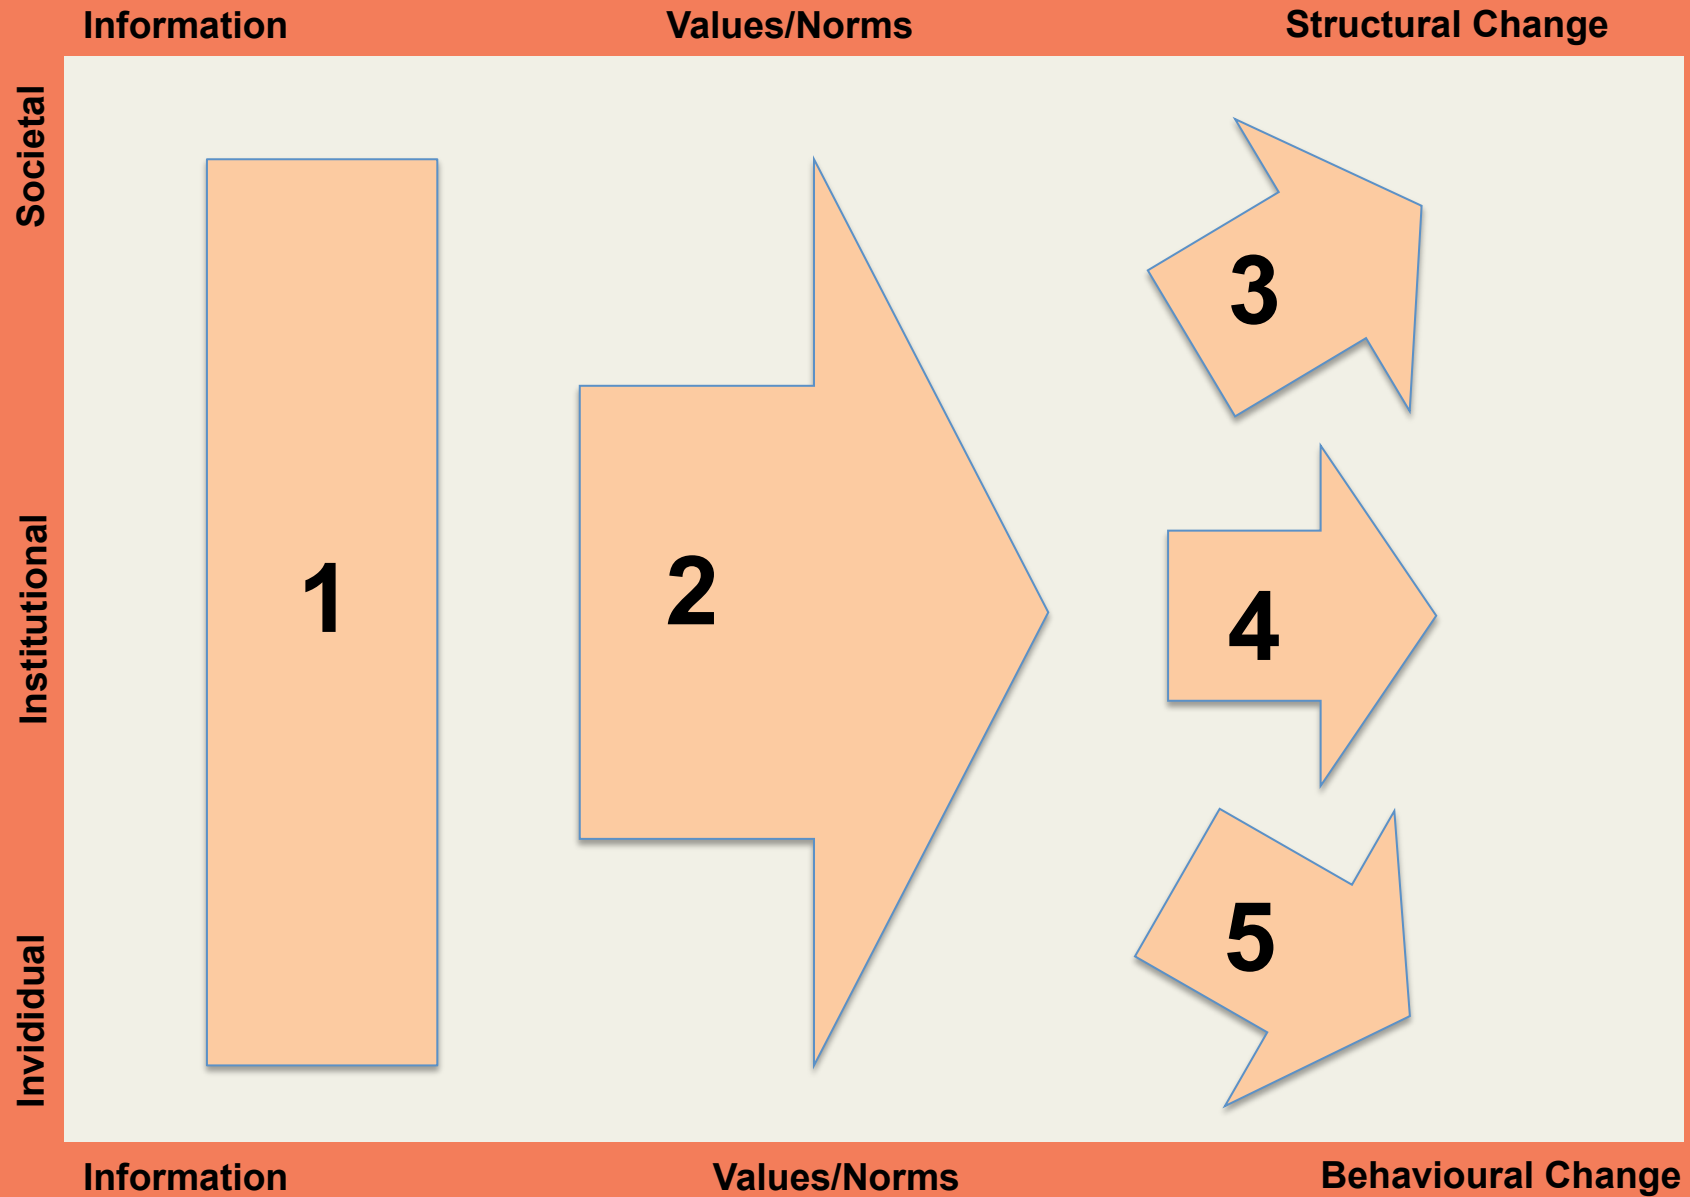 Information
Values/Norms
Structural Change
Societal
Institutional
Invididual
1
2
3
4
5
Information
Values/Norms
Behavioural Change